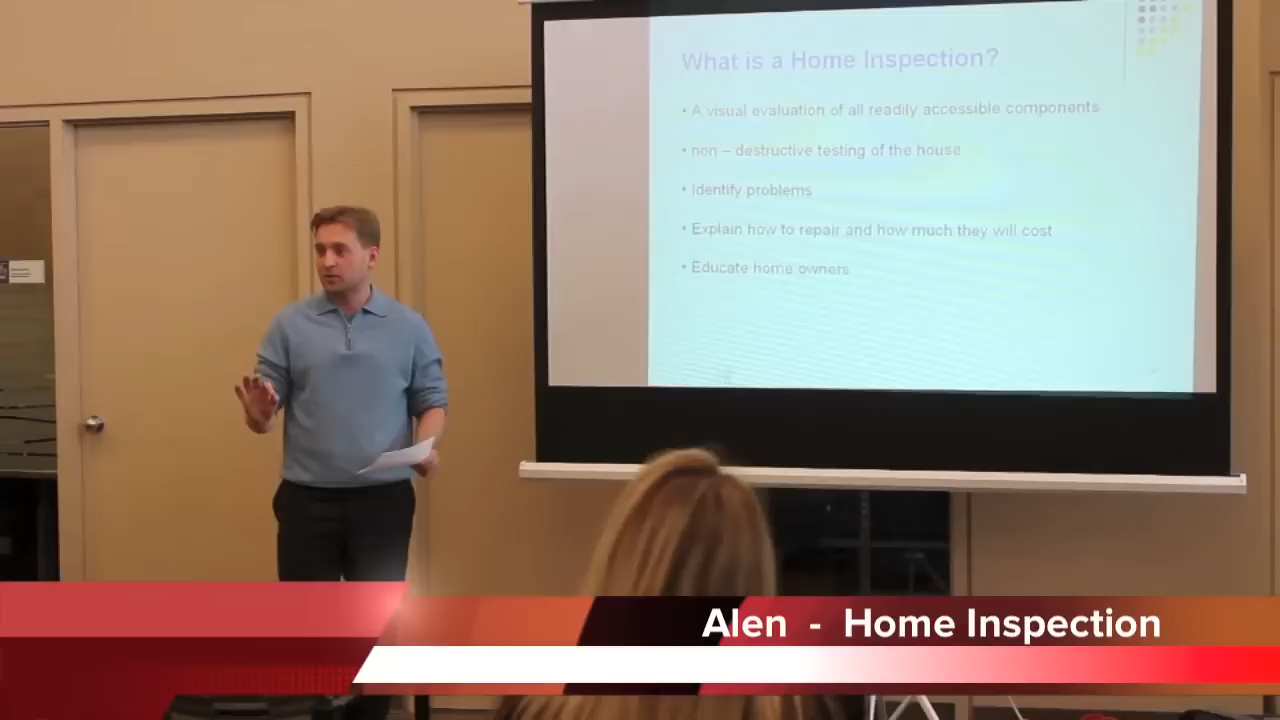 What is a Home Inspection?
• A visual evaluation of all readily accessible components
• non – destructive testing of the house
• Identify problems
• Explain how to repair and how much they will cost
• Educate home owners
Alen - Home Inspection